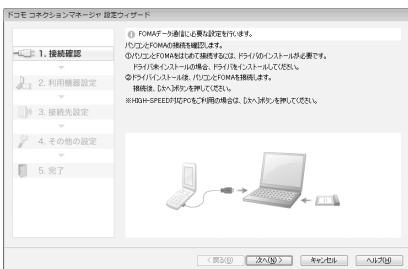 ドコモ コネクションマネージャ 設定ウィザード
FOMAデータ通信に必要な設定を行います。
パソコンとFOMAの接続を確認します。
①パソコンとFOMAをはじめて接続するには、ドライバのインストールが必要です。
ドライバ未インストールの場合、ドライバをインストールしてください。
②ドライバインストール後、パソコンとFOMAを接続します。
接続後、[次へ]ボタンを押してください。
※HIGH-SPEED対応PCをご利用の場合は、[次へ]ボタンを押してください。
1. 接続確認
2. 利用機器設定
3. 接続先設定
4. その他の設定
5. 完了
< 戻る(B)
次へ(N) >
キャンセル
ヘルプ(H)